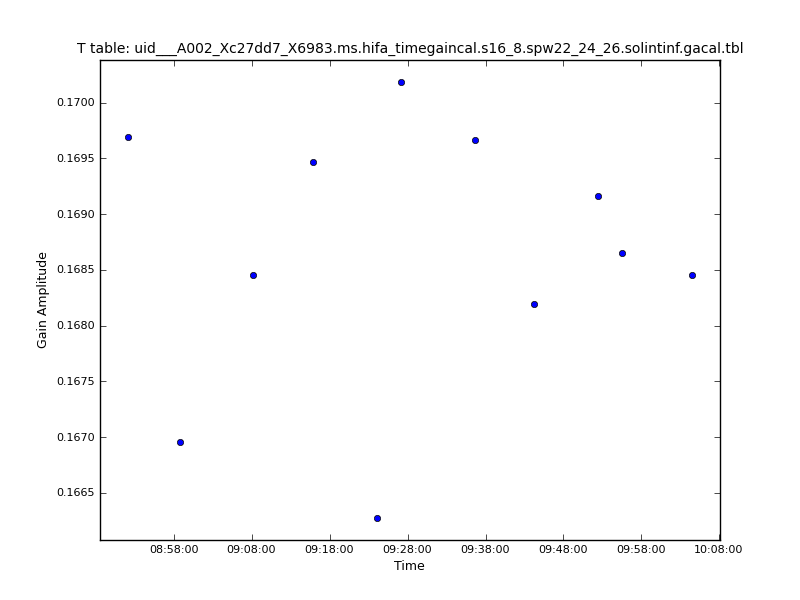 T table: uid___A002_Xc27dd7_X6983.ms.hifa_timegaincal.s16_8.spw22_24_26.solintinf.gacal.tbl
0.1700
0.1695
0.1690
0.1685
0.1680
0.1675
0.1670
0.1665
Gain Amplitude
08:58:00 09:08:00 09:18:00 09:28:00 09:38:00 09:48:00 09:58:00 10:08:00
Time